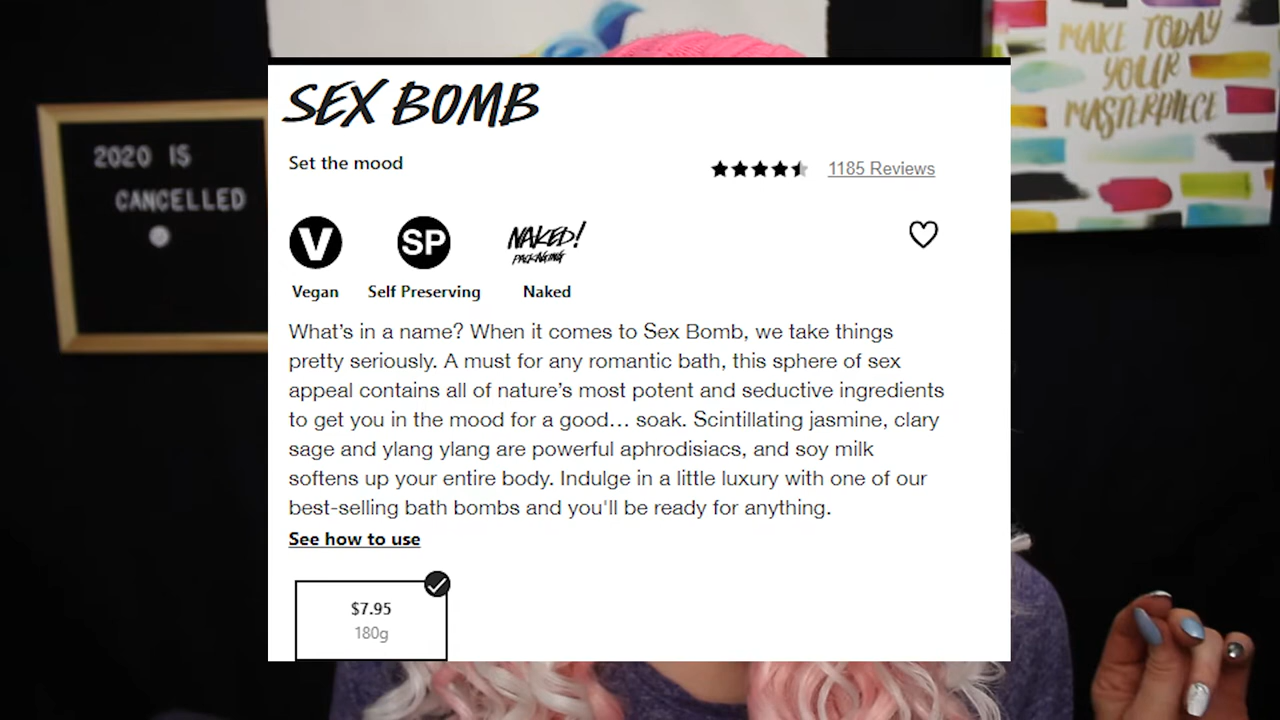 MAKE TODAY
YOUR
MASTERPIECE
2020 IS
CANCELLED
SEX BOMB
Set the mood
1185 Reviews
V
SP
NAKED!
PACKAGING
Vegan
Self Preserving
Naked
What's in a name? When it comes to Sex Bomb, we take things
pretty seriously. A must for any romantic bath, this sphere of sex
appeal contains all of nature's most potent and seductive ingredients
to get you in the mood for a good… soak. Scintillating jasmine, clary
sage and ylang ylang are powerful aphrodisiacs, and soy milk
softens up your entire body. Indulge in a little luxury with one of our
best-selling bath bombs and you'll be ready for anything.
See how to use
$7.95
180g